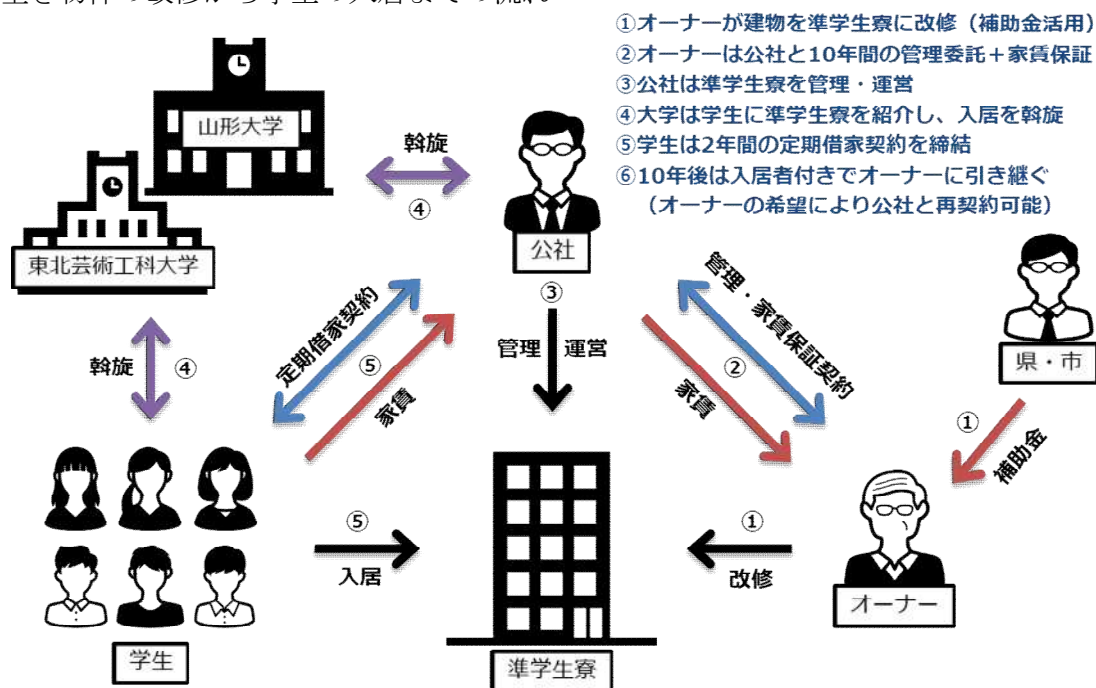 ①オーナーが建物を準学生寮に改修（補助金活用）
②オーナーは公社と10年間の管理委託＋家賃保証
③公社は準学生寮を管理・運営
④大学は学生に準学生寮を紹介し、入居を斡旋
⑤学生は2年間の定期借家契約を締結
⑥10年後は入居者付きでオーナーに引き継ぐ
（オーナーの希望により公社と再契約可能）
山形大学
東北芸術工科大学
斡旋
④
公社
③
管理 運営
県・市
斡旋
④
定期借家契約
⑤
家賃
管理・家賃保証契約
②
家賃
①
補助金
⑤
入居
①
改修
オーナー
学生
準学生寮